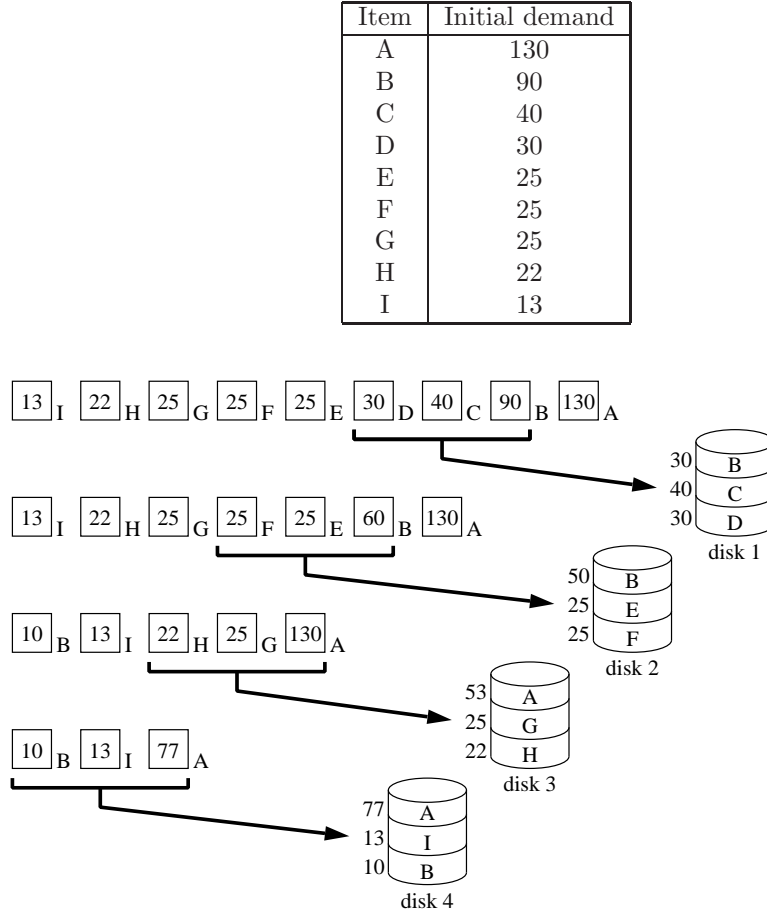 Item Initial demand
A 130
B 90
C 40
D 30
E 25
F 25
G 25
H 22
I 13
13 I 22 H 25 G 25 F 25 E 30 D 40 C 90 B 130 A
30 B
40 C
30 D
disk 1
13 I 22 H 25 G 25 F 25 E 60 B 130 A
50 B
25 E
25 F
disk 2
10 B 13 I 22 H 25 G 130 A
53 A
25 G
22 H
disk 3
10 B 13 I 77 A
77 A
13 I
10 B
disk 4